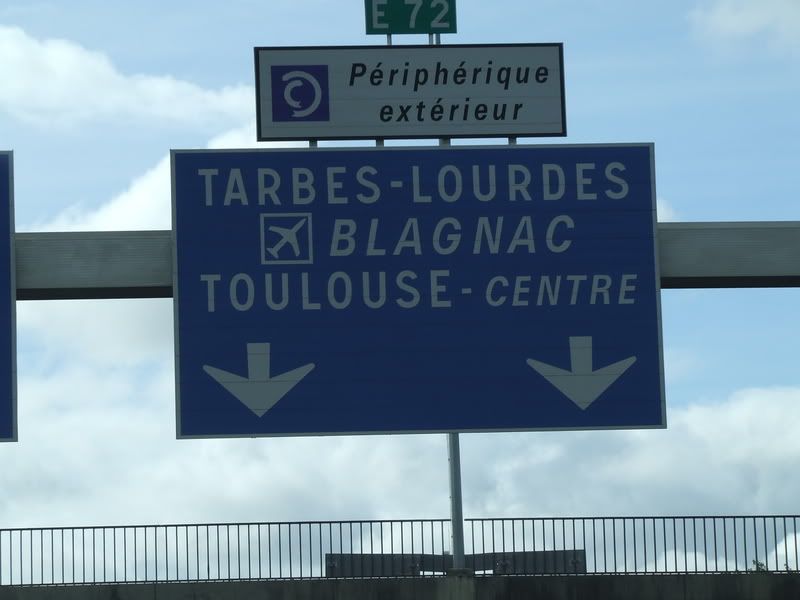 E 72
Périphérique
extérieur
TARBES-LOURDES
BLAGNAC
TOULOUSE-CENTRE